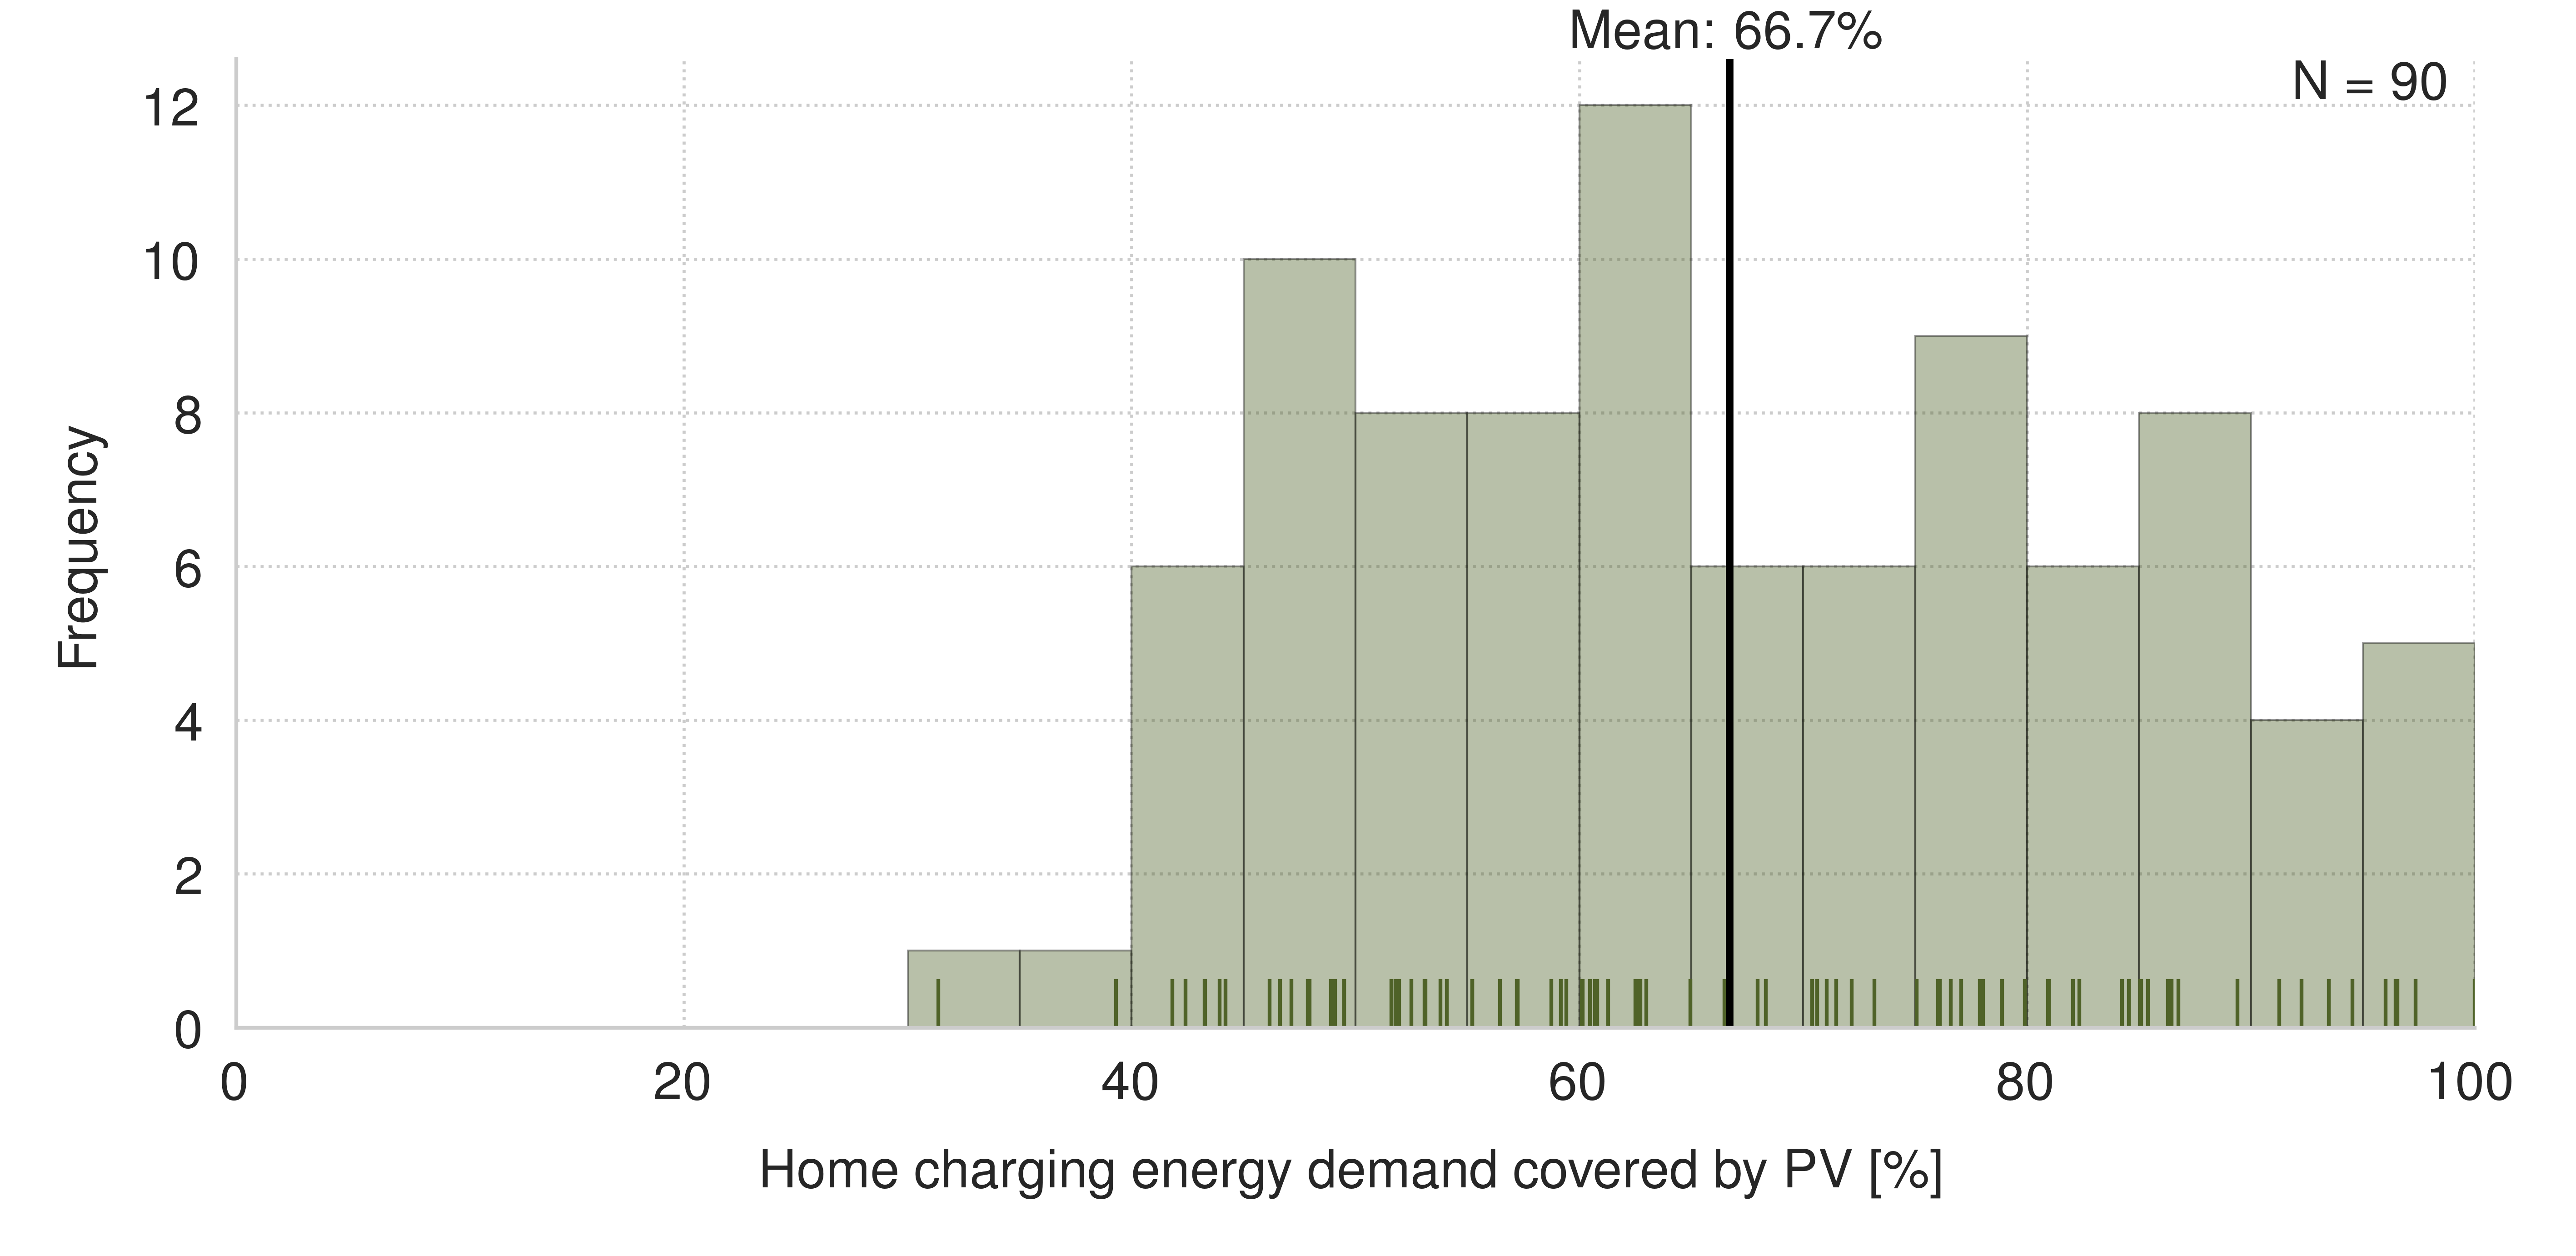 Mean: 66.7%
N = 90
12
10
8
6
4
2
0
Frequency
0 20 40 60 80 100
Home charging energy demand covered by PV [%]